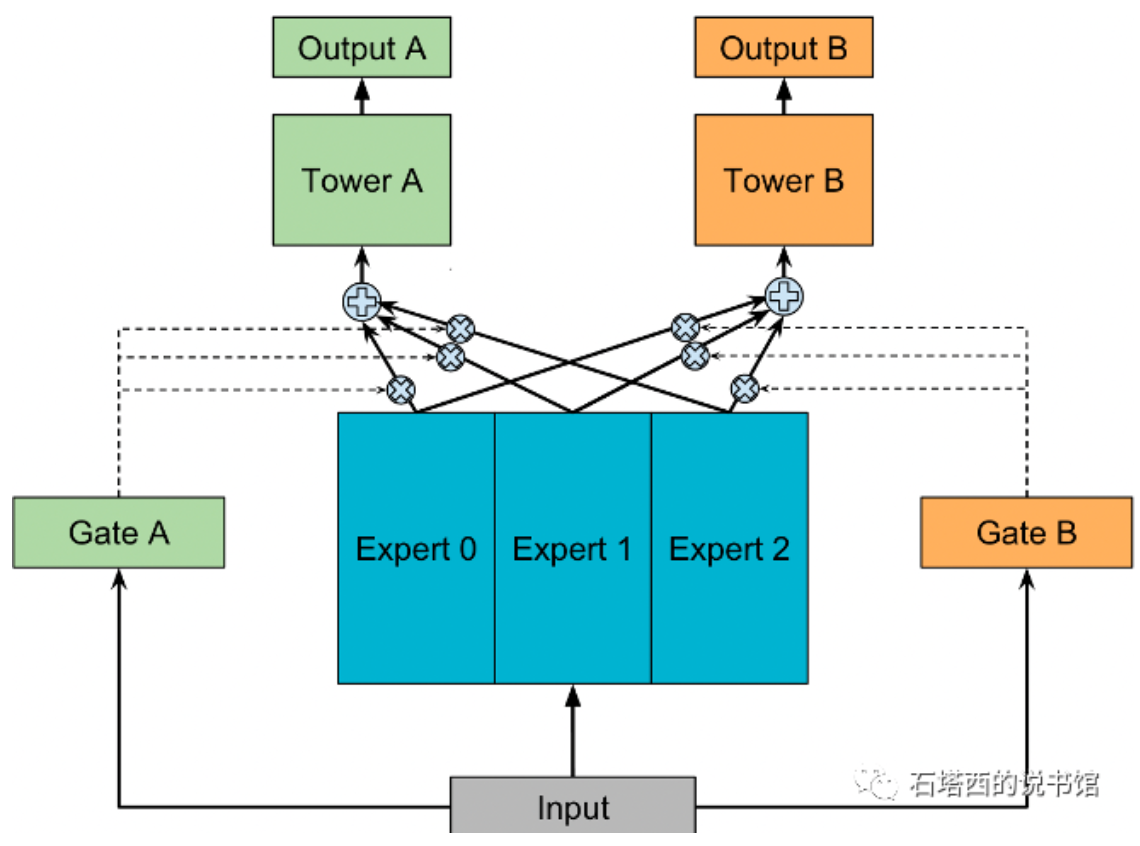 Output A
Output B
Tower A
Tower B
Gate A
Expert 0
Expert 1
Expert 2
Gate B
Input
石塔西的说书馆